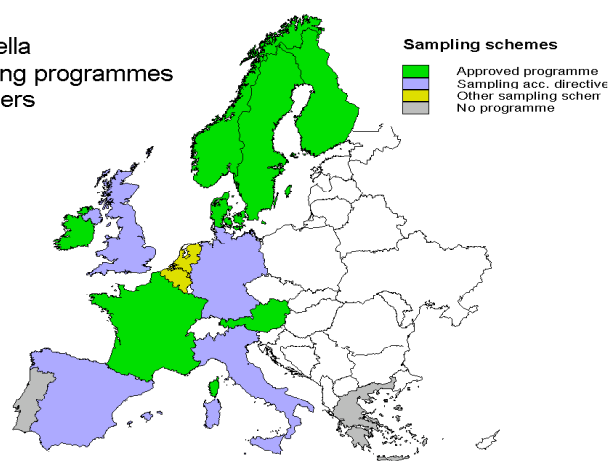 ella
ng programmes
ers
Sampling schemes
Approved programme
Sampling acc. directive
Other sampling schem
No programme